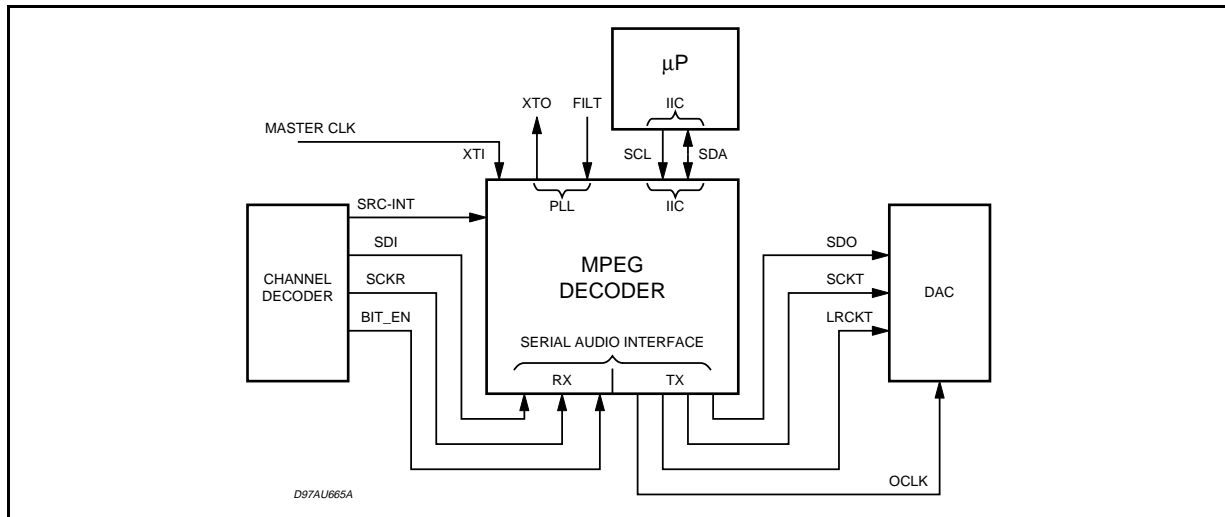 μP
XTO
FILT
IIC
MASTER CLK
XTI
SCL
SDA
PLL
IIC
SRC-INT
SDI
SDO
MPEG
DECODER
CHANNEL
DECODER
SCKR
SCKT
DAC
BIT_EN
LRCKT
SERIAL AUDIO INTERFACE
RX
TX
OCLK
D97AU665A